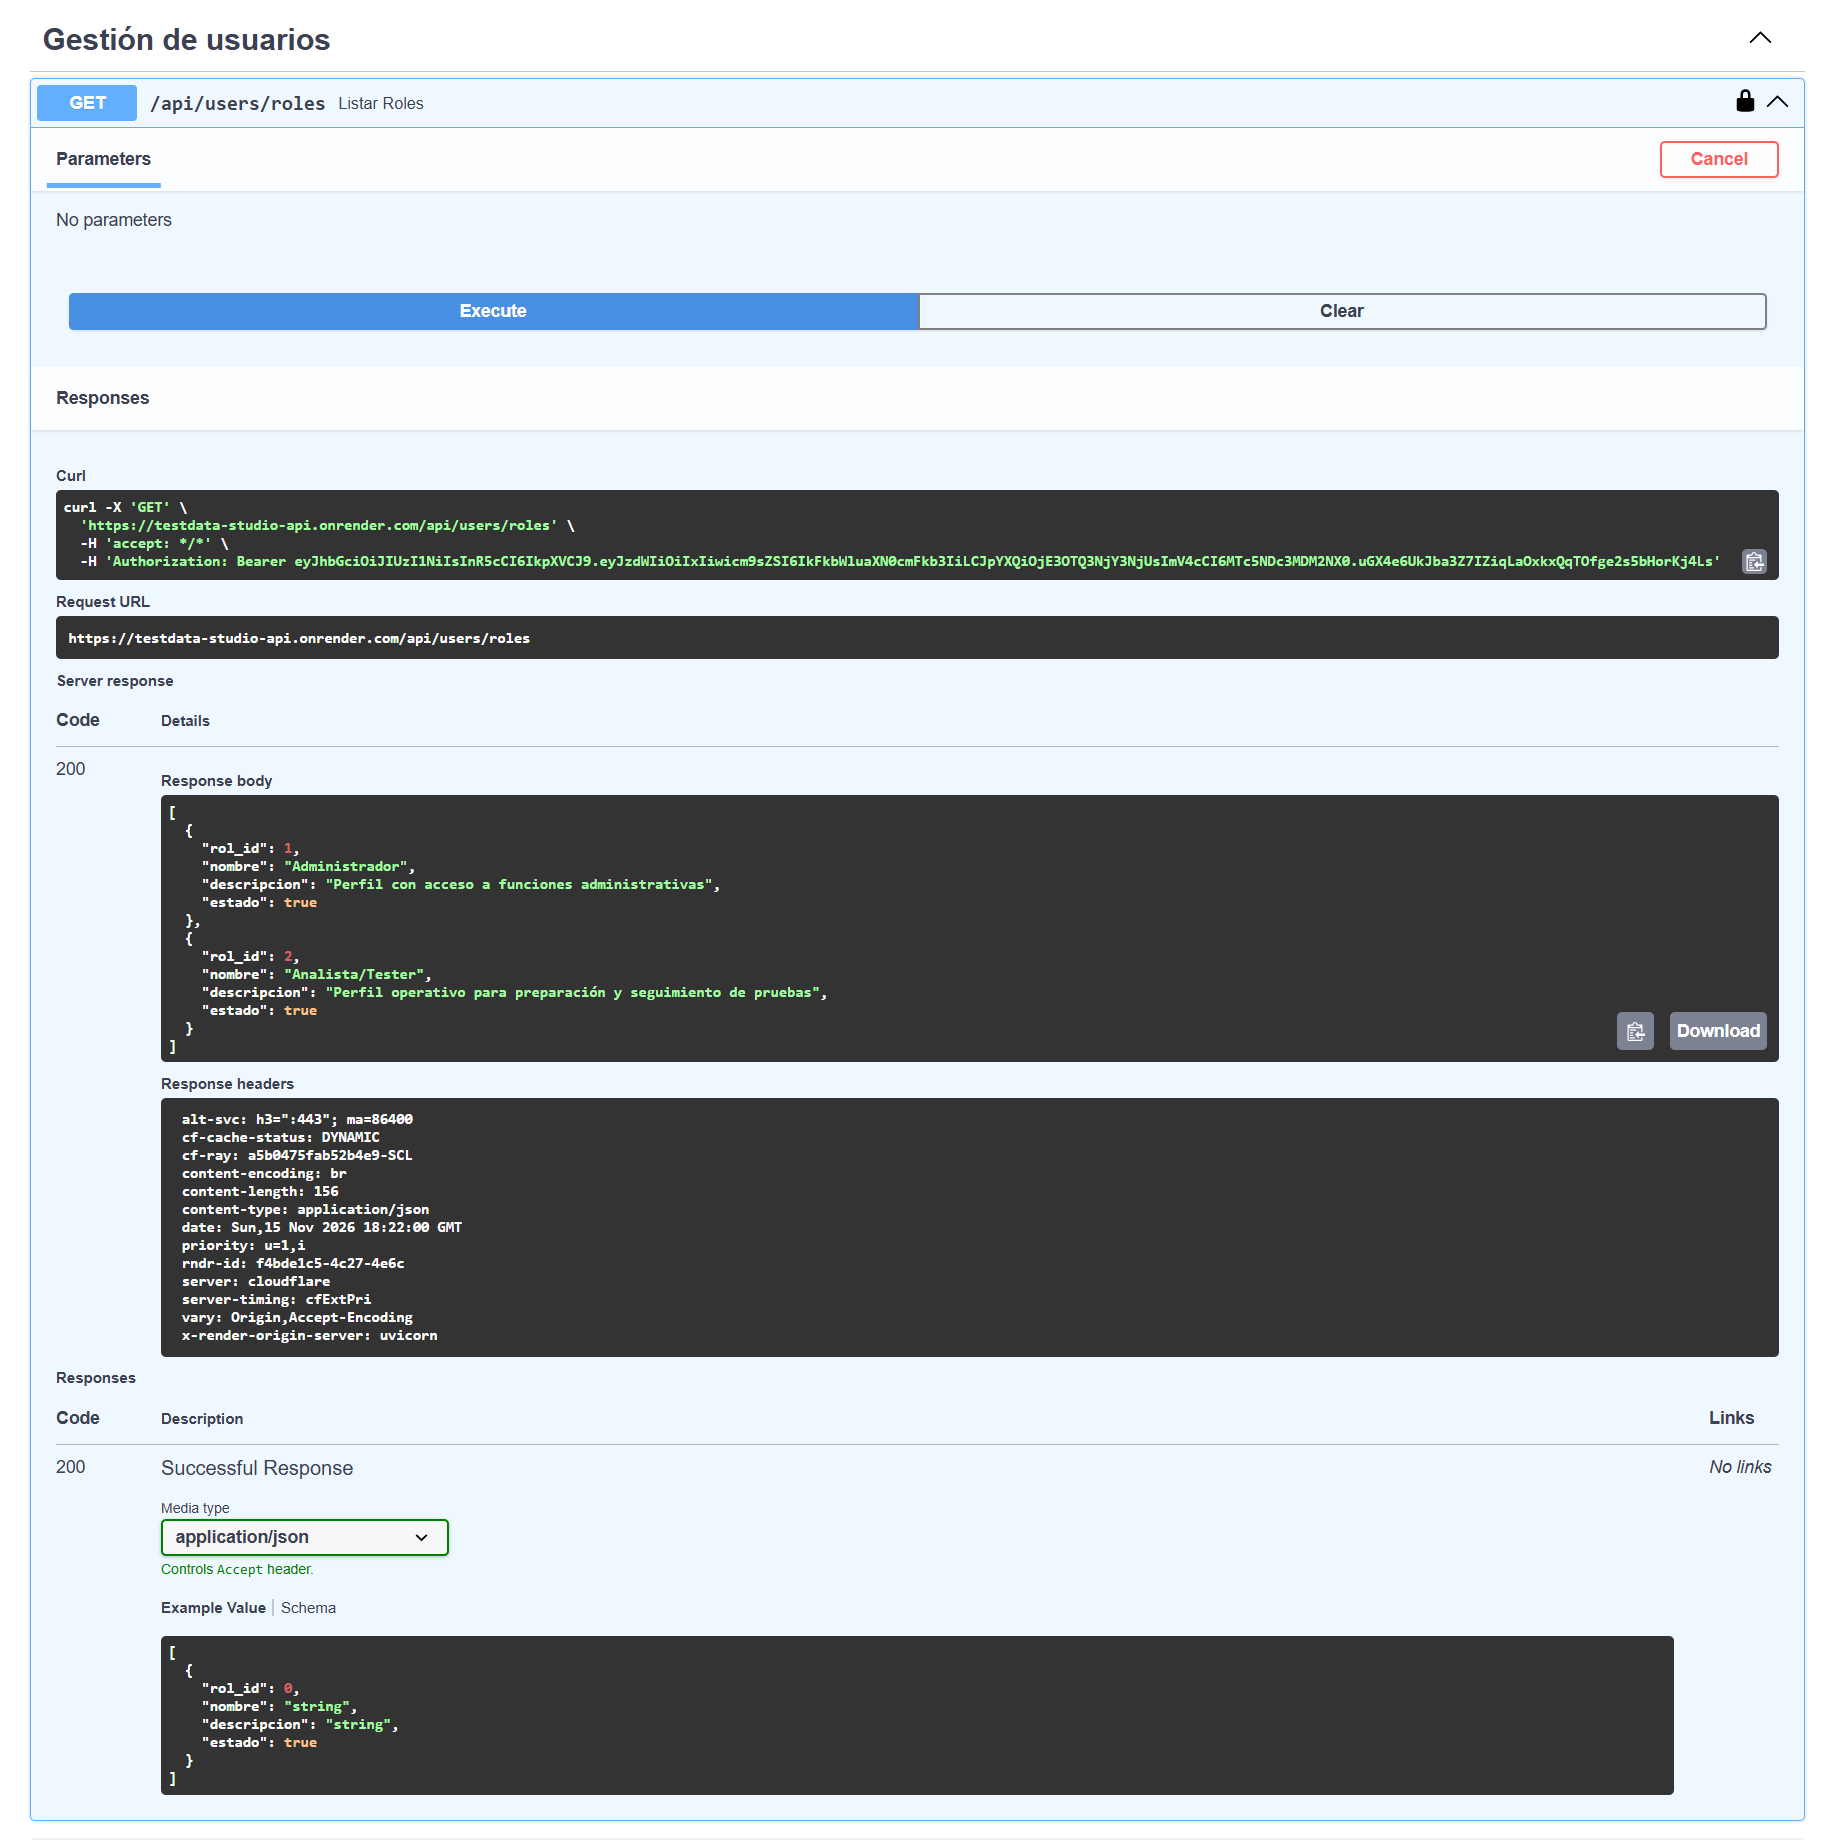 Gestión de usuarios
GET /api/users/roles Listar Roles
Parameters
Cancel
No parameters
Execute
Clear
Responses
Curl
curl -X 'GET' \
  'https://testdata-studio-api.onrender.com/api/users/roles' \
  -H 'accept: */*' \
  -H 'Authorization: Bearer eyJhbGciOiJIUzI1NiIsInR5cCI6IkpXVCJ9.eyJzdWIiOiIxIiwicm9sZSI6IkFkbWluaXN0cmFkb3IiLCJpYXQiOjE3OTQ3NjY3NjUsImV4cCI6MTc5NDc3MDM2NX0.uGX4e6UkJba3Z7IZiqLaOxkxQqTOfge2s5bHorKj4Ls'
Request URL
https://testdata-studio-api.onrender.com/api/users/roles
Server response
Code Details
200
Response body
[
  {
    "rol_id": 1,
    "nombre": "Administrador",
    "descripcion": "Perfil con acceso a funciones administrativas",
    "estado": true
  },
  {
    "rol_id": 2,
    "nombre": "Analista/Tester",
    "descripcion": "Perfil operativo para preparación y seguimiento de pruebas",
    "estado": true
  }
]
Download
Response headers
alt-svc: h3=":443"; ma=86400
cf-cache-status: DYNAMIC
cf-ray: a5b0475fab52b4e9-SCL
content-encoding: br
content-length: 156
content-type: application/json
date: Sun,15 Nov 2026 18:22:00 GMT
priority: u=1,i
rndr-id: f4bde1c5-4c27-4e6c
server: cloudflare
server-timing: cfExtPri
vary: Origin,Accept-Encoding
x-render-origin-server: uvicorn
Responses
Code Description Links
200 Successful Response No links
Media type
application/json
Controls Accept header.
Example Value Schema
[
  {
    "rol_id": 0,
    "nombre": "string",
    "descripcion": "string",
    "estado": true
  }
]